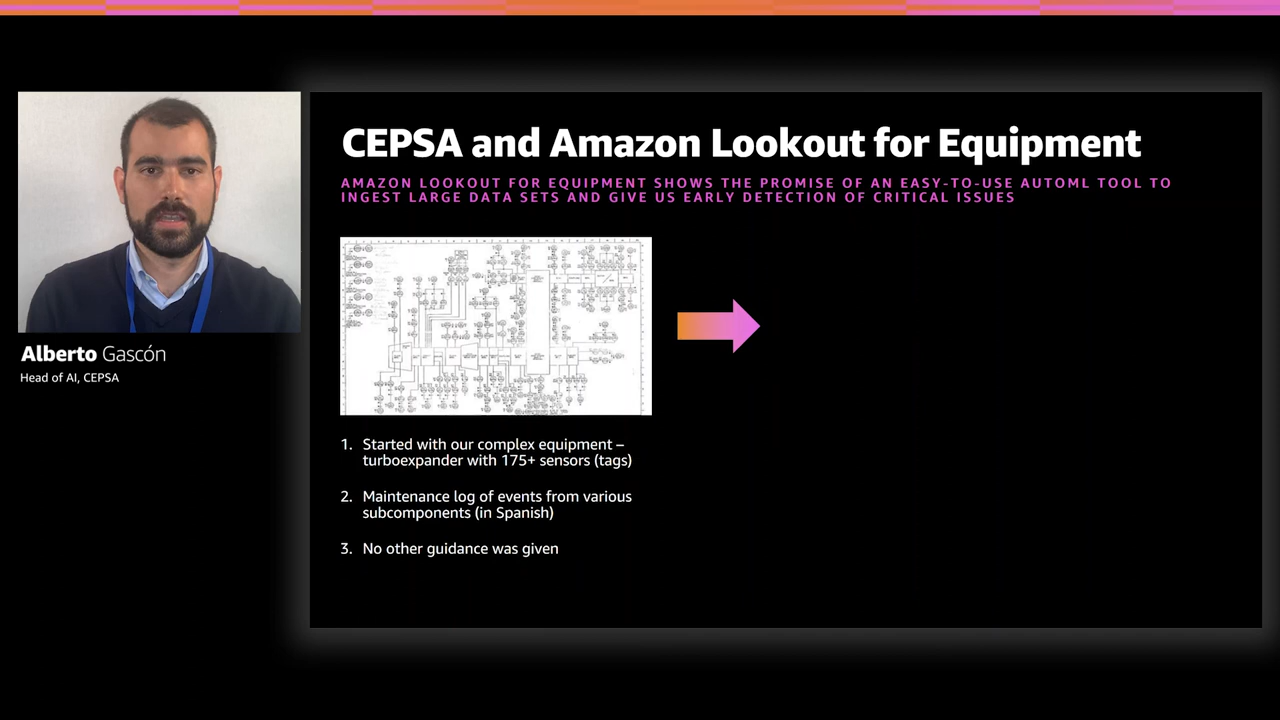 CEPSA and Amazon Lookout for Equipment
AMAZON LOOKOUT FOR EQUIPMENT SHOWS THE PROMISE OF AN EASY-TO-USE AUTOML TOOL TO
INGEST LARGE DATA SETS AND GIVE US EARLY DETECTION OF CRITICAL ISSUES
Alberto Gascón
Head of AI, CEPSA
1. Started with our complex equipment –
turboexpander with 175+ sensors (tags)
2. Maintenance log of events from various
subcomponents (in Spanish)
3. No other guidance was given